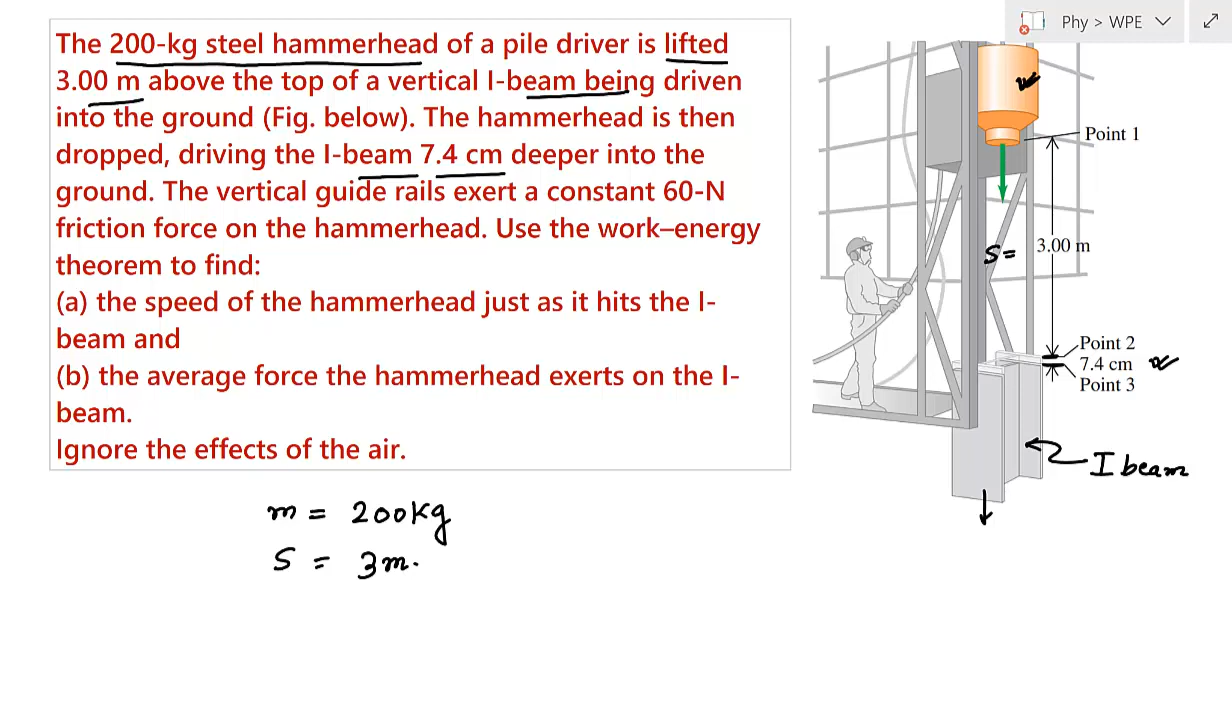 Phy > WPE
The 200-kg steel hammerhead of a pile driver is lifted
3.00 m above the top of a vertical I-beam being driven
into the ground (Fig. below). The hammerhead is then
dropped, driving the I-beam 7.4 cm deeper into the
ground. The vertical guide rails exert a constant 60-N
friction force on the hammerhead. Use the work–energy
theorem to find:
(a) the speed of the hammerhead just as it hits the I-
beam and
(b) the average force the hammerhead exerts on the I-
beam.
Ignore the effects of the air.
Point 1
S = 3.00 m
Point 2
7.4 cm
Point 3
I beam
m = 200kg
S = 3m.